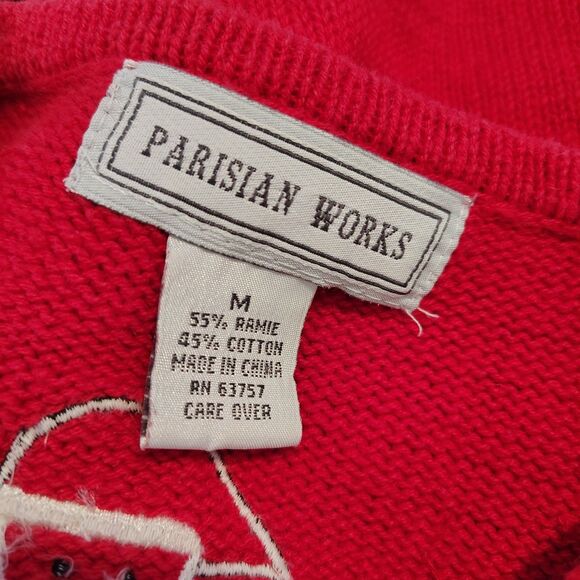 PARISIAN WORKS
M
55% RAMIE
45% COTTON
MADE IN CHINA
RN 63757
CARE OVER